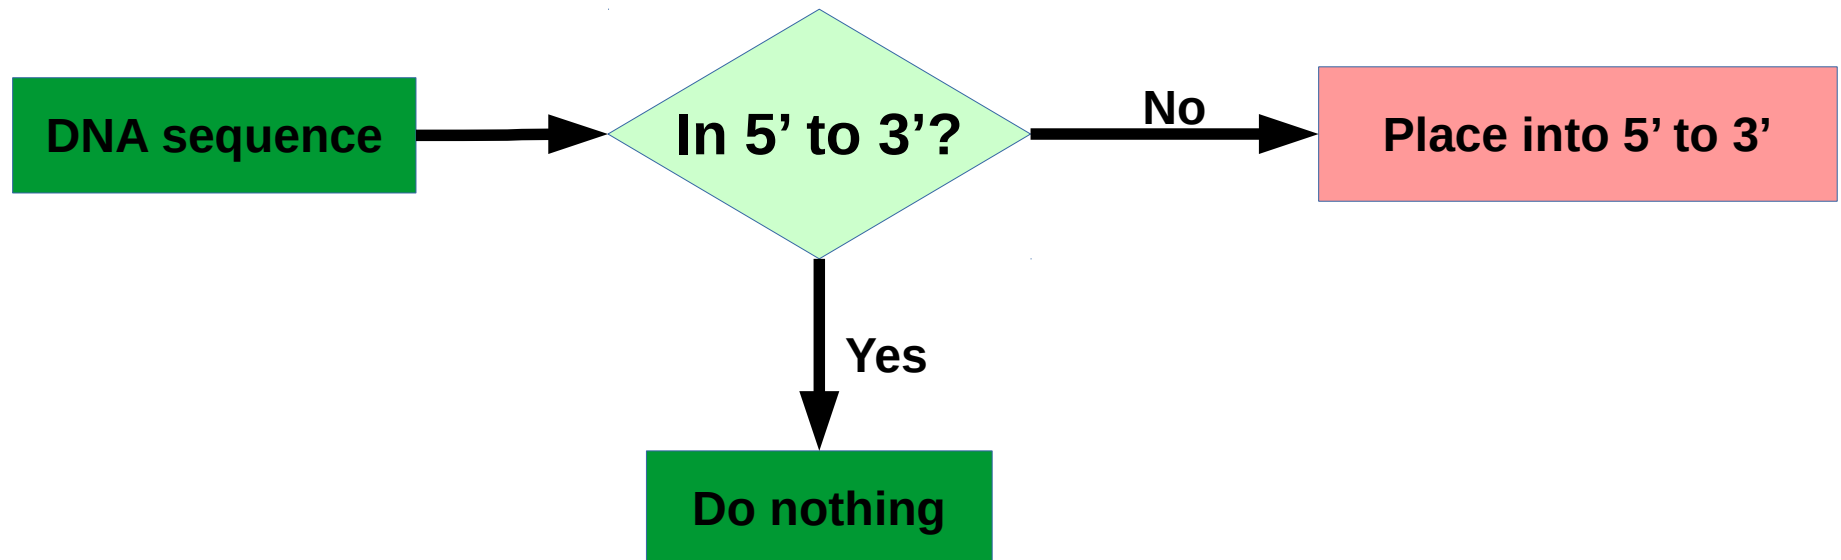 DNA sequence
In 5’ to 3’?
No
Place into 5’ to 3’
Yes
Do nothing